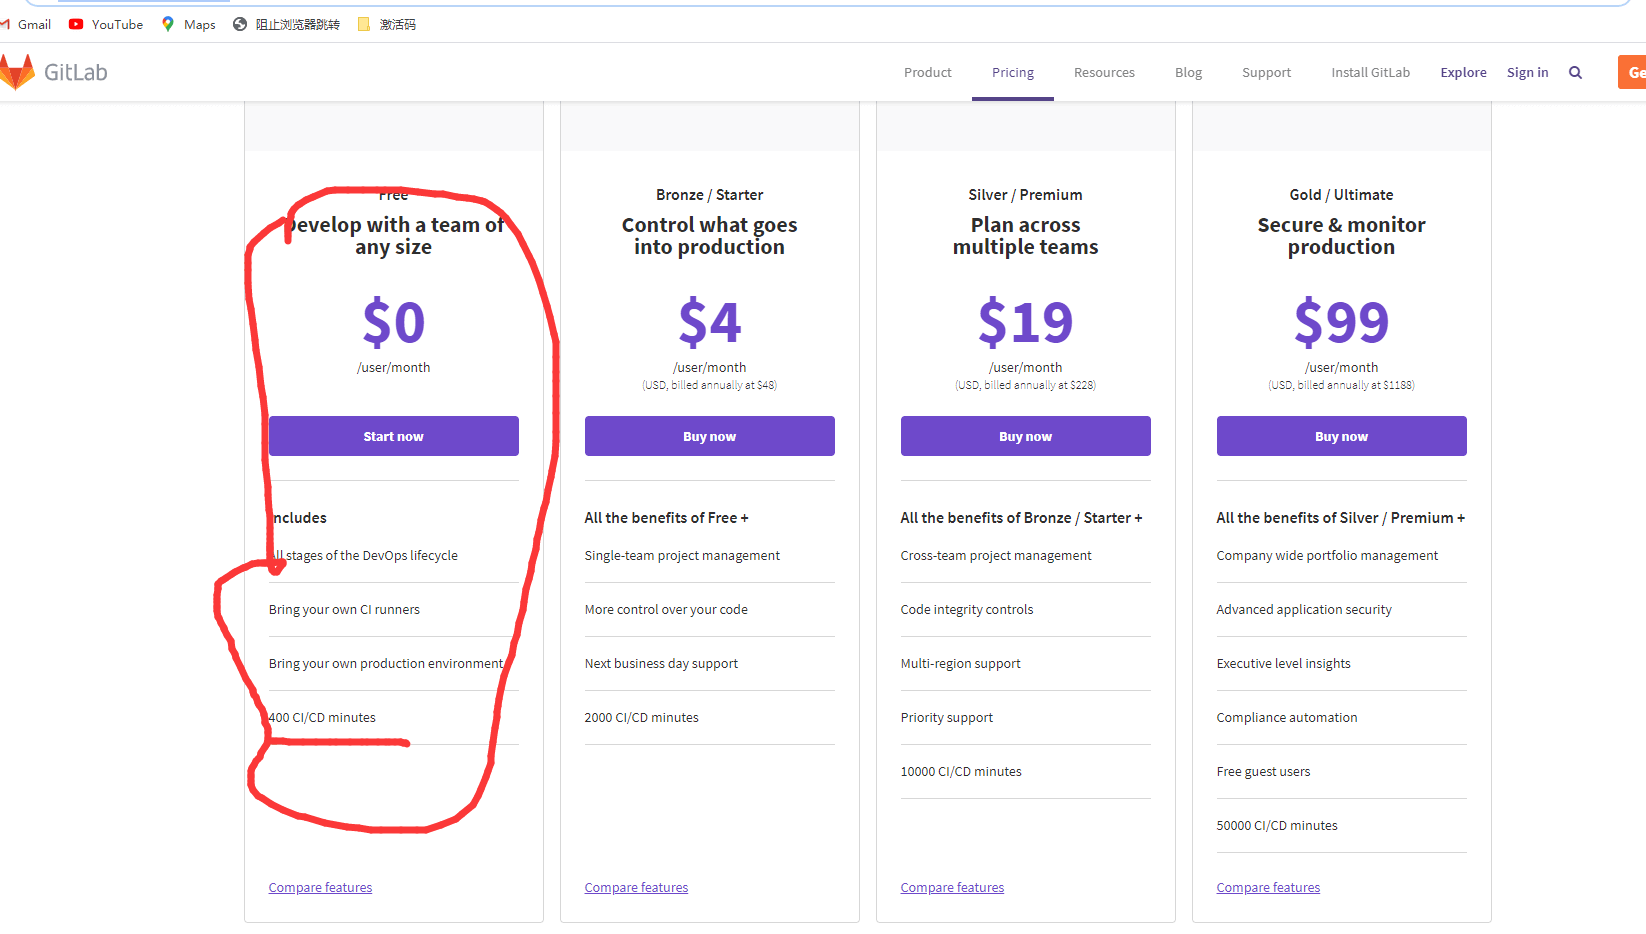 Gmail
YouTube
Maps
阻止浏览器跳转
激活码
GitLab
Product
Pricing
Resources
Blog
Support
Install GitLab
Explore
Sign in
Ge
Free
Develop with a team of
any size
$0
/user/month
Start now
Includes
All stages of the DevOps lifecycle
Bring your own CI runners
Bring your own production environment
400 CI/CD minutes
Compare features
Bronze / Starter
Control what goes
into production
$4
/user/month
(USD, billed annually at $48)
Buy now
All the benefits of Free +
Single-team project management
More control over your code
Next business day support
2000 CI/CD minutes
Compare features
Silver / Premium
Plan across
multiple teams
$19
/user/month
(USD, billed annually at $228)
Buy now
All the benefits of Bronze / Starter +
Cross-team project management
Code integrity controls
Multi-region support
Priority support
10000 CI/CD minutes
Compare features
Gold / Ultimate
Secure & monitor
production
$99
/user/month
(USD, billed annually at $1188)
Buy now
All the benefits of Silver / Premium +
Company wide portfolio management
Advanced application security
Executive level insights
Compliance automation
Free guest users
50000 CI/CD minutes
Compare features